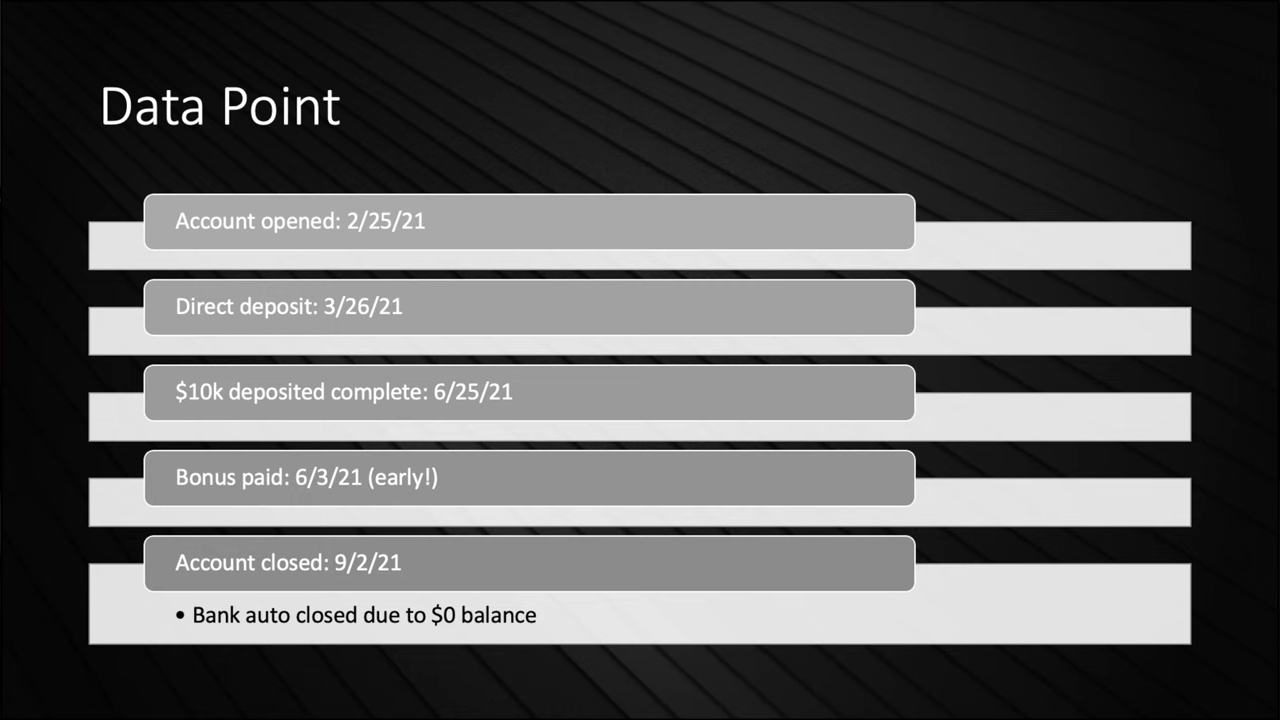 Data Point
Account opened: 2/25/21
Direct deposit: 3/26/21
$10k deposited complete: 6/25/21
Bonus paid: 6/3/21 (early!)
Account closed: 9/2/21
• Bank auto closed due to $0 balance